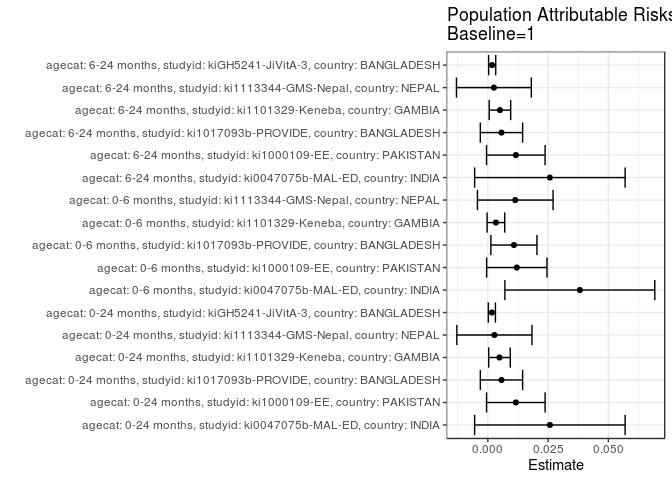 Population Attributable Risks
Baseline=1
agecat: 6-24 months, studyid: kiGH5241-JiVitA-3, country: BANGLADESH
agecat: 6-24 months, studyid: ki1113344-GMS-Nepal, country: NEPAL
agecat: 6-24 months, studyid: ki1101329-Keneba, country: GAMBIA
agecat: 6-24 months, studyid: ki1017093b-PROVIDE, country: BANGLADESH
agecat: 6-24 months, studyid: ki1000109-EE, country: PAKISTAN
agecat: 6-24 months, studyid: ki0047075b-MAL-ED, country: INDIA
agecat: 0-6 months, studyid: ki1113344-GMS-Nepal, country: NEPAL
agecat: 0-6 months, studyid: ki1101329-Keneba, country: GAMBIA
agecat: 0-6 months, studyid: ki1017093b-PROVIDE, country: BANGLADESH
agecat: 0-6 months, studyid: ki1000109-EE, country: PAKISTAN
agecat: 0-6 months, studyid: ki0047075b-MAL-ED, country: INDIA
agecat: 0-24 months, studyid: kiGH5241-JiVitA-3, country: BANGLADESH
agecat: 0-24 months, studyid: ki1113344-GMS-Nepal, country: NEPAL
agecat: 0-24 months, studyid: ki1101329-Keneba, country: GAMBIA
agecat: 0-24 months, studyid: ki1017093b-PROVIDE, country: BANGLADESH
agecat: 0-24 months, studyid: ki1000109-EE, country: PAKISTAN
agecat: 0-24 months, studyid: ki0047075b-MAL-ED, country: INDIA
0.000 0.025 0.050
Estimate